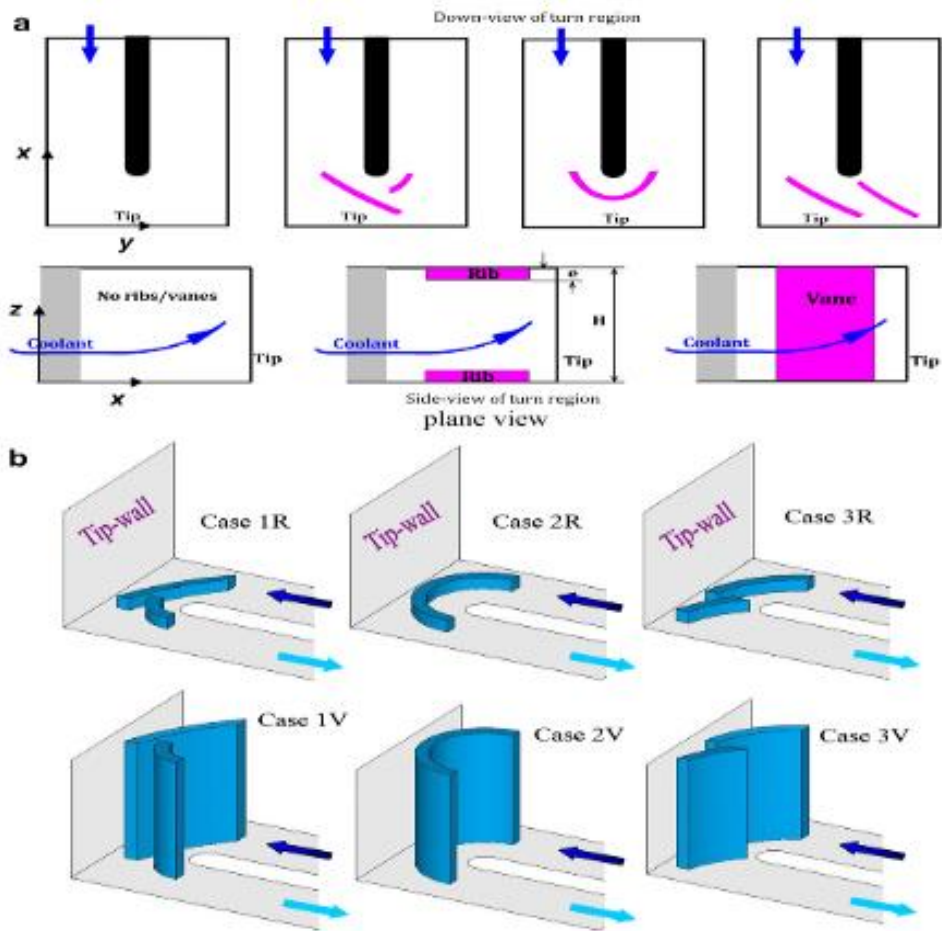 a
Down-view of turn region
x
Tip
Tip
Tip
Tip
y
No ribs/vanes
Rib
e
Vane
z
H
Coolant
Coolant
Coolant
Tip
Tip
Tip
Rib
x
Side-view of turn region
plane view
b
Tip-wall
Case 1R
Tip-wall
Case 2R
Tip-wall
Case 3R
Case 1V
Case 2V
Case 3V